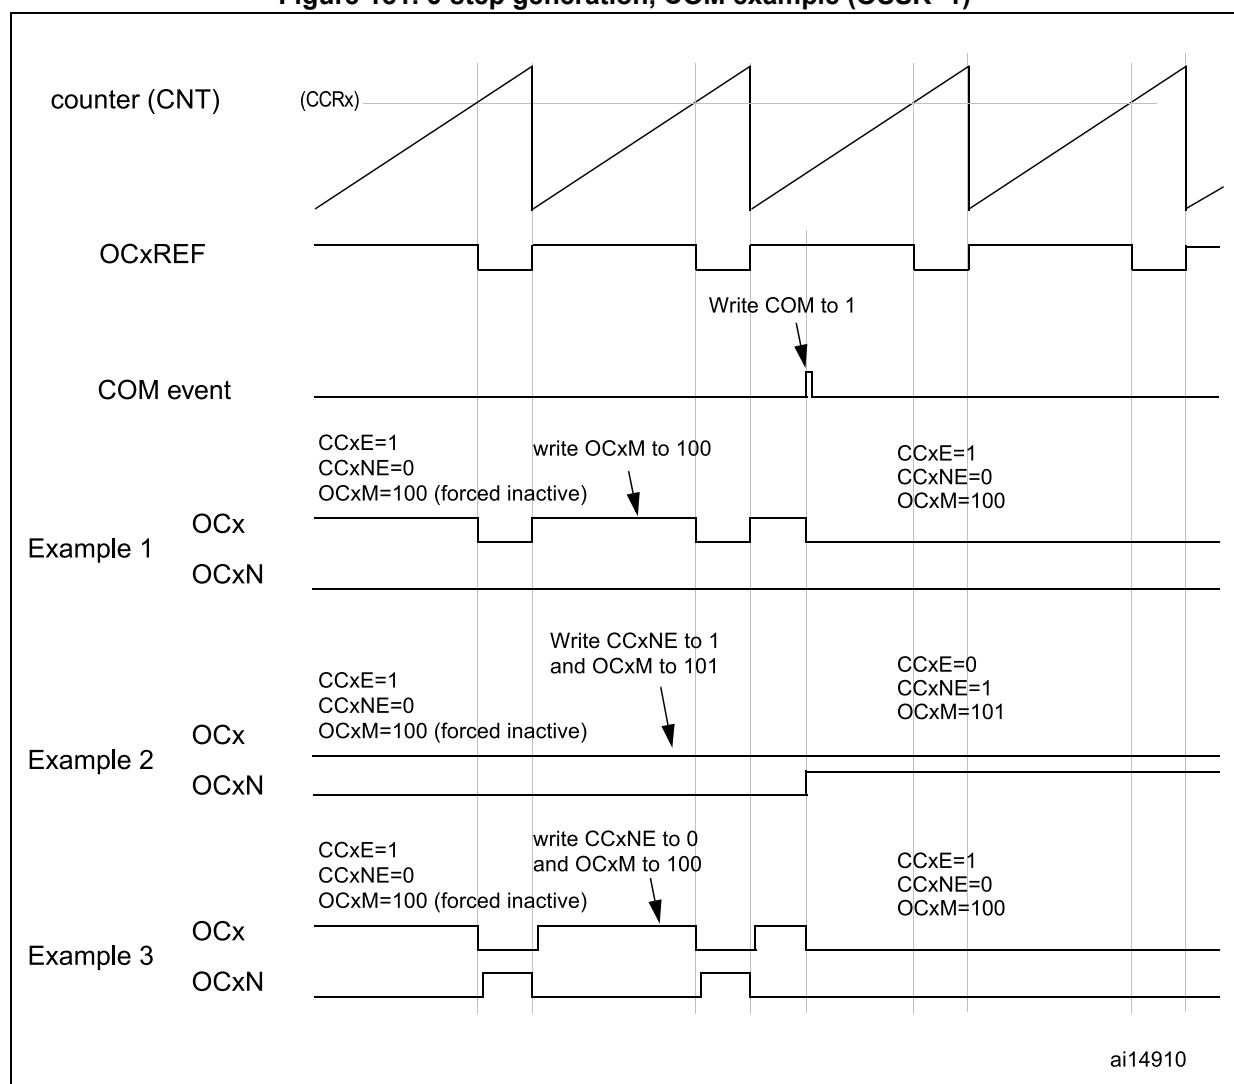 counter (CNT)
(CCRx)
OCxREF
Write COM to 1
COM event
CCxE=1
CCxNE=0
OCxM=100 (forced inactive)
write OCxM to 100
CCxE=1
CCxNE=0
OCxM=100
Example 1
OCx
OCxN
Write CCxNE to 1
and OCxM to 101
CCxE=1
CCxNE=0
OCxM=100 (forced inactive)
CCxE=0
CCxNE=1
OCxM=101
Example 2
OCx
OCxN
write CCxNE to 0
and OCxM to 100
CCxE=1
CCxNE=0
OCxM=100 (forced inactive)
CCxE=1
CCxNE=0
OCxM=100
Example 3
OCx
OCxN
ai14910